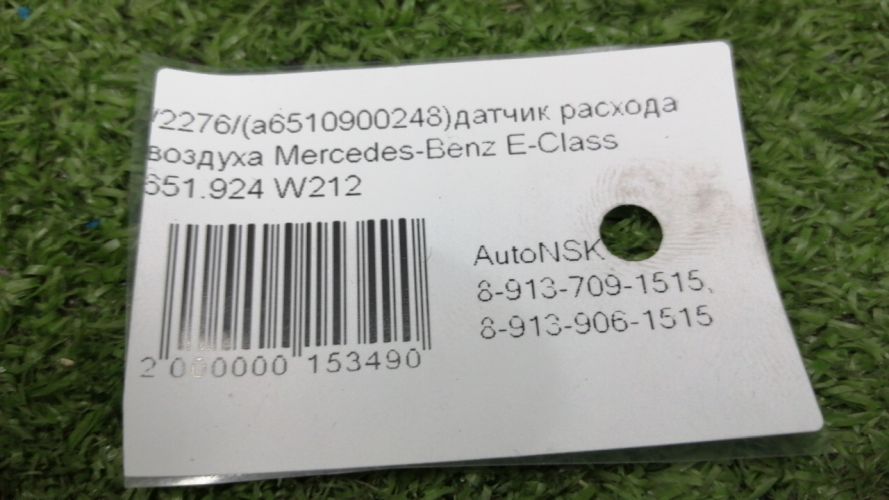 /2276/(a6510900248)датчик расхода
воздуха Mercedes-Benz E-Class
651.924 W212
AutoNSK
8-913-709-1515,
8-913-906-1515
2 000000 153490